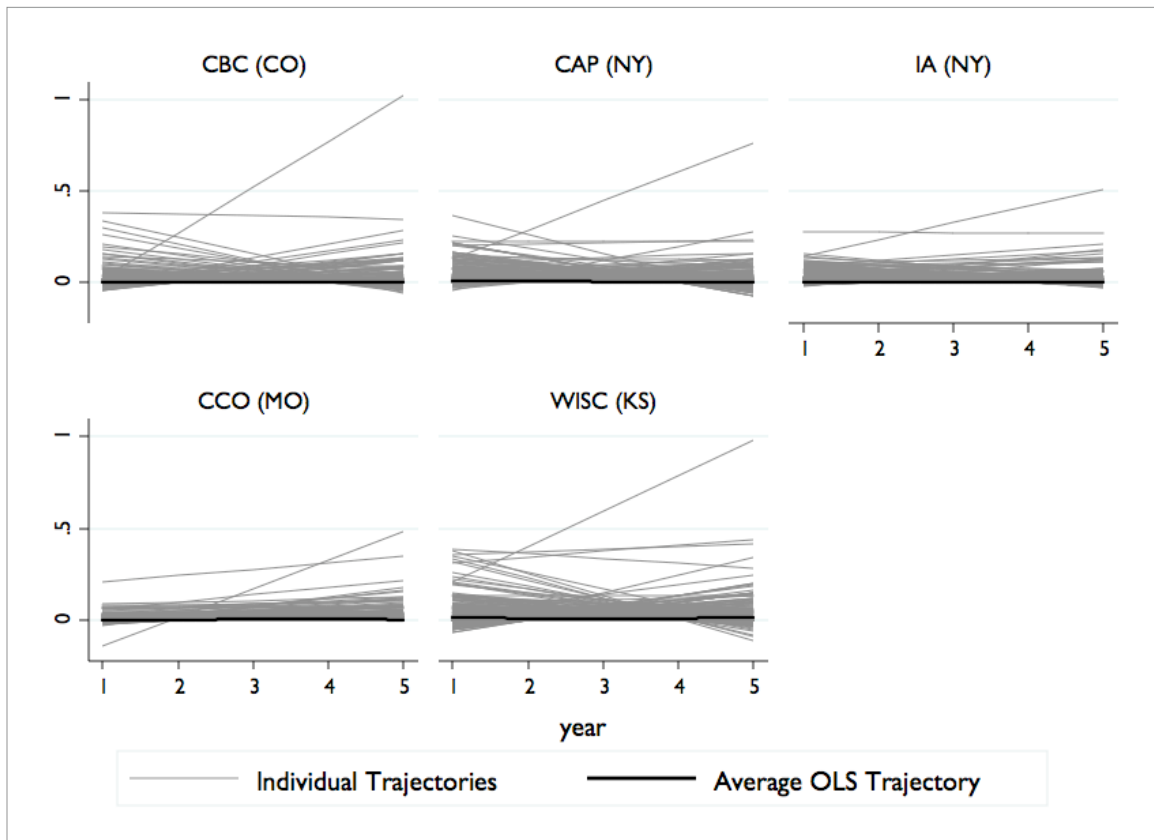 CBC (CO) CAP (NY) IA (NY)
1
.5
0
1 2 3 4 5
CCO (MO) WISC (KS)
1
.5
0
1 2 3 4 5 1 2 3 4 5
year
Individual Trajectories Average OLS Trajectory